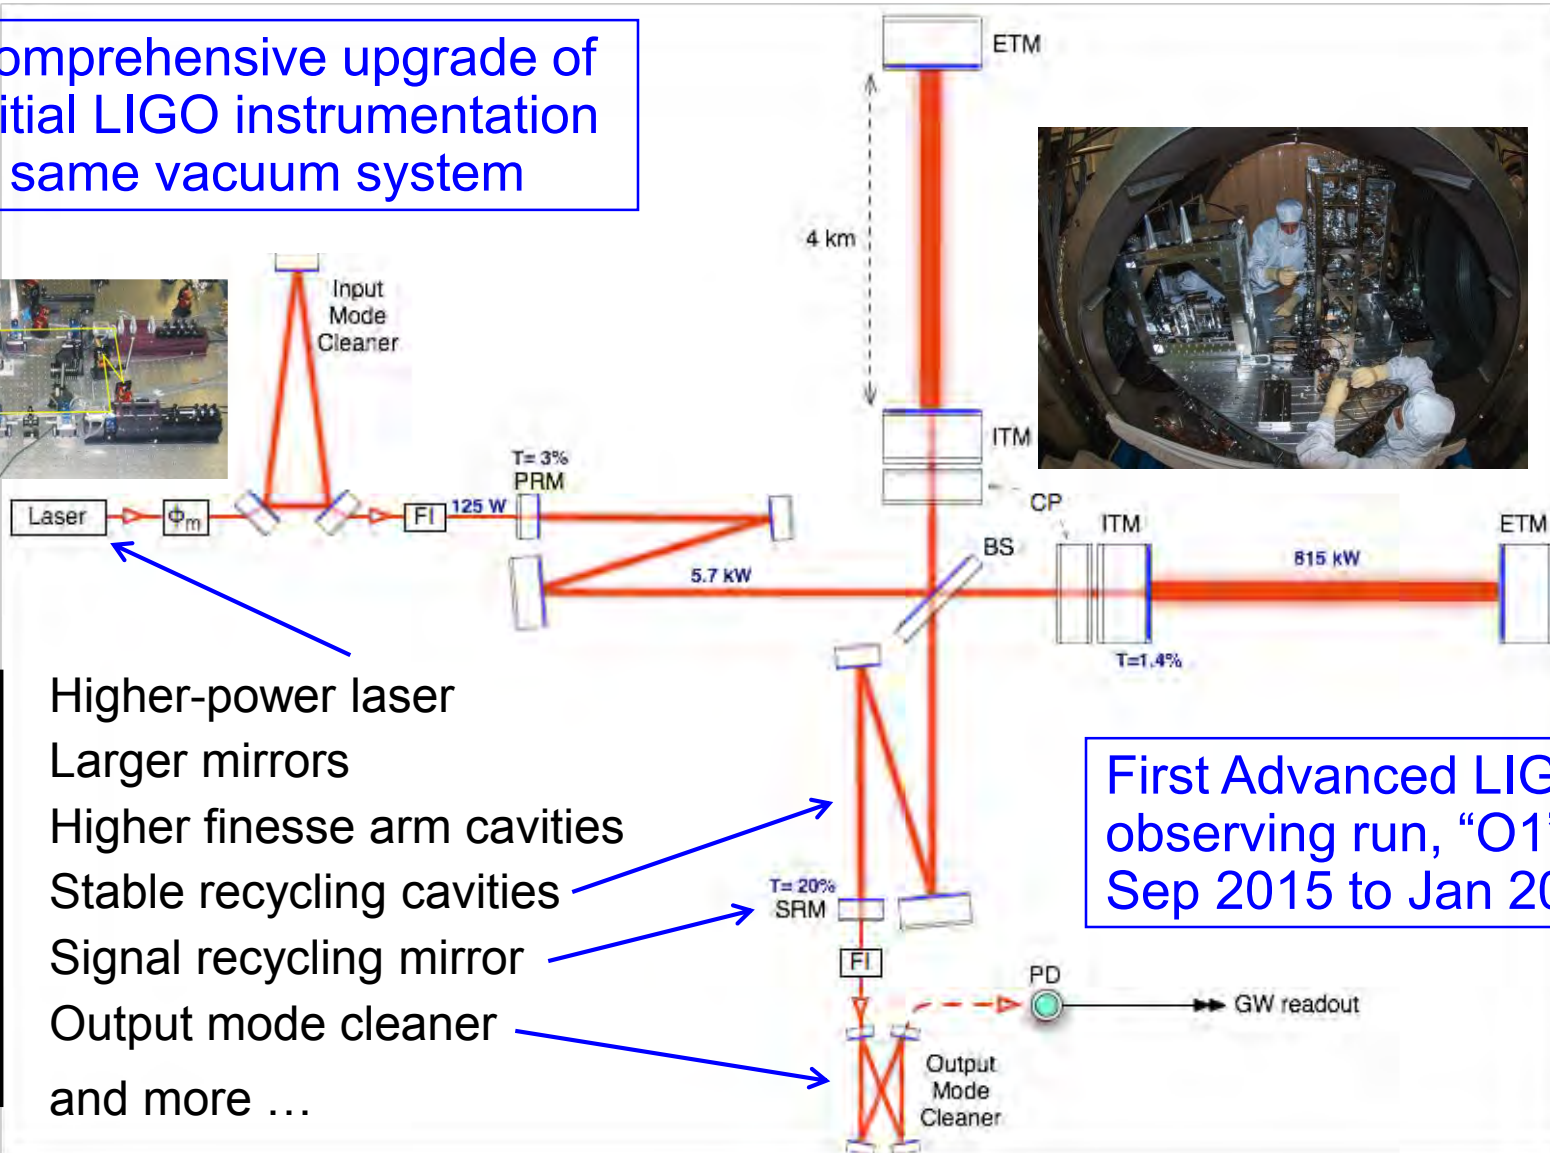 omprehensive upgrade of
itial LIGO instrumentation
same vacuum system
ETM
4 km
Input
Mode
Cleaner
ITM
T= 3%
PRM
CP
Laser
Φm
FI
125 W
ITM
ETM
BS
815 kW
5.7 kW
T=1.4%
Higher-power laser
Larger mirrors
Higher finesse arm cavities
Stable recycling cavities
Signal recycling mirror
Output mode cleaner
and more …
First Advanced LIG
observing run, “O1”
Sep 2015 to Jan 20
T= 20%
SRM
FI
PD
GW readout
Output
Mode
Cleaner